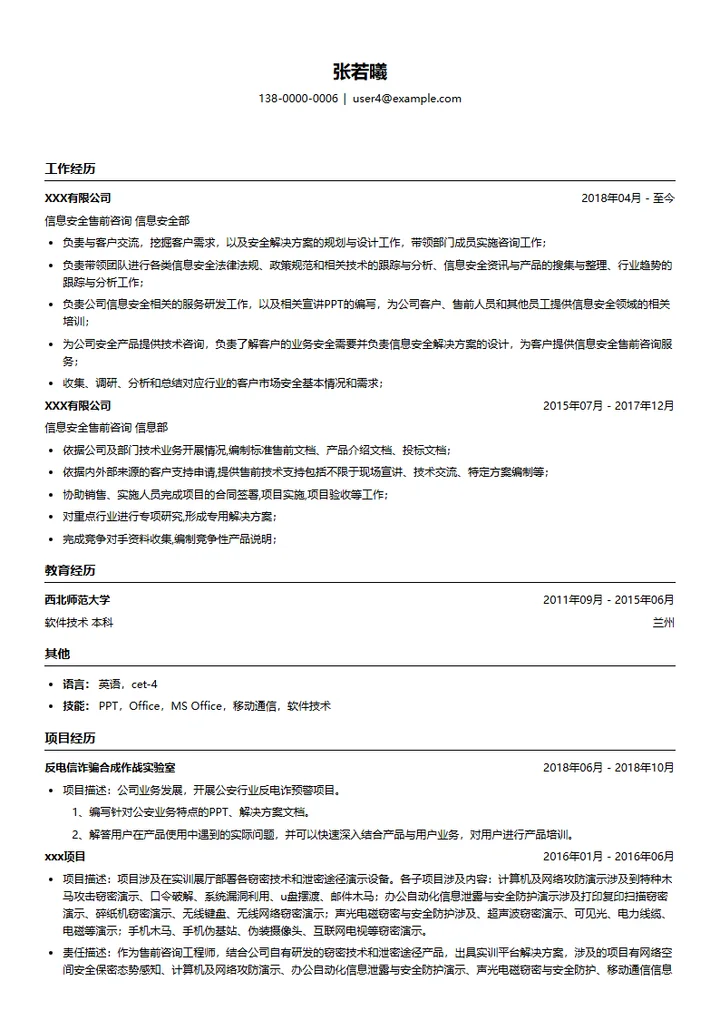 张若曦
138-0000-0006 | user4@example.com
工作经历
XXX有限公司 2018年04月 - 至今
信息安全售前咨询 信息安全部
• 负责与客户交流，挖掘客户需求，以及安全解决方案的规划与设计工作，带领部门成员实施咨询工作；
• 负责带领团队进行各类信息安全法律法规、政策规范和相关技术的跟踪与分析、信息安全资讯与产品的搜集与整理、行业趋势的
跟踪与分析工作；
• 负责公司信息安全相关的服务研发工作，以及相关宣讲PPT的编写，为公司客户、售前人员和其他员工提供信息安全领域的相关
培训；
• 为公司安全产品提供技术咨询，负责了解客户的业务安全需要并负责信息安全解决方案的设计，为客户提供信息安全售前咨询服
务；
• 收集、调研、分析和总结对应行业的客户市场安全基本情况和需求；
XXX有限公司 2015年07月 - 2017年12月
信息安全售前咨询 信息部
• 依据公司及部门技术业务开展情况,编制标准售前文档、产品介绍文档、投标文档；
• 依据内外部来源的客户支持申请,提供售前技术支持包括不限于现场宣讲、技术交流、特定方案编制等；
• 协助销售、实施人员完成项目的合同签署,项目实施,项目验收等工作；
• 对重点行业进行专项研究,形成专用解决方案；
• 完成竞争对手资料收集,编制竞争性产品说明；
教育经历
西北师范大学 2011年09月 - 2015年06月
软件技术 本科 兰州
其他
• 语言： 英语，cet-4
• 技能： PPT，Office，MS Office，移动通信，软件技术
项目经历
反电信诈骗合成作战实验室 2018年06月 - 2018年10月
• 项目描述：公司业务发展，开展公安行业反电诈预警项目。
1、编写针对公安业务特点的PPT、解决方案文档。
2、解答用户在产品使用中遇到的实际问题，并可以快速深入结合产品与用户业务，对用户进行产品培训。
xxx项目 2016年01月 - 2016年06月
• 项目描述：项目涉及在实训展厅部署各窃密技术和泄密途径演示设备。各子项目涉及内容：计算机及网络攻防演示涉及到特种木
马攻击窃密演示、口令破解、系统漏洞利用、u盘摆渡、邮件木马；办公自动化信息泄露与安全防护演示涉及打印复印扫描窃密
演示、碎纸机窃密演示、无线键盘、无线网络窃密演示；声光电磁窃密与安全防护涉及、超声波窃密演示、可见光、电力线缆、
电磁等演示；手机木马、手机伪基站、伪装摄像头、互联网电视等窃密演示。
• 责任描述：作为售前咨询工程师，结合公司自有研发的窃密技术和泄密途径产品，出具实训平台解决方案，涉及的项目有网络空
间安全保密态势感知、计算机及网络攻防演示、办公自动化信息泄露与安全防护演示、声光电磁窃密与安全防护、移动通信信息